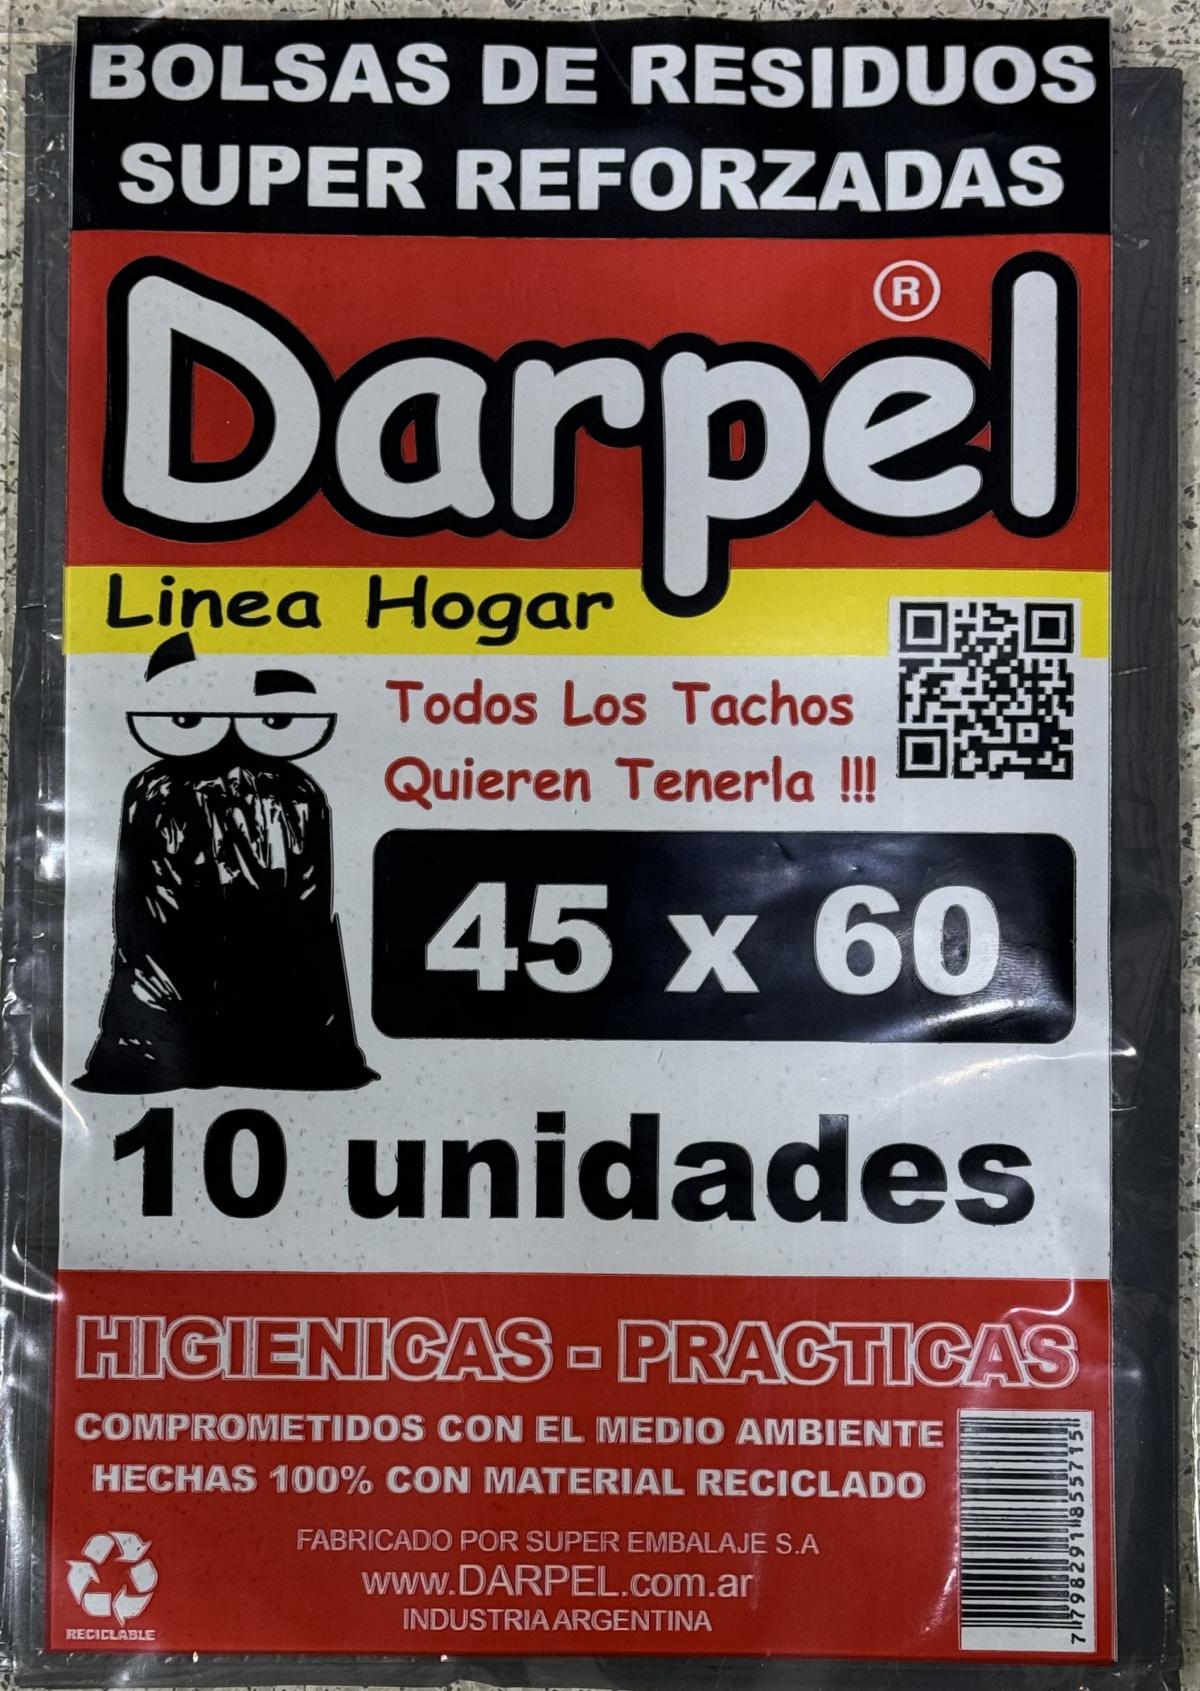 BOLSAS DE RESIDUOS
SUPER REFORZADAS
Darpel ®
Linea Hogar
Todos Los Tachos
Quieren Tenerla !!!
45 x 60
10 unidades
HIGIENICAS - PRACTICAS
COMPROMETIDOS CON EL MEDIO AMBIENTE
HECHAS 100% CON MATERIAL RECICLADO
FABRICADO POR SUPER EMBALAJE S.A
www.DARPEL.com.ar
INDUSTRIA ARGENTINA
RECICLABLE
7798291855715